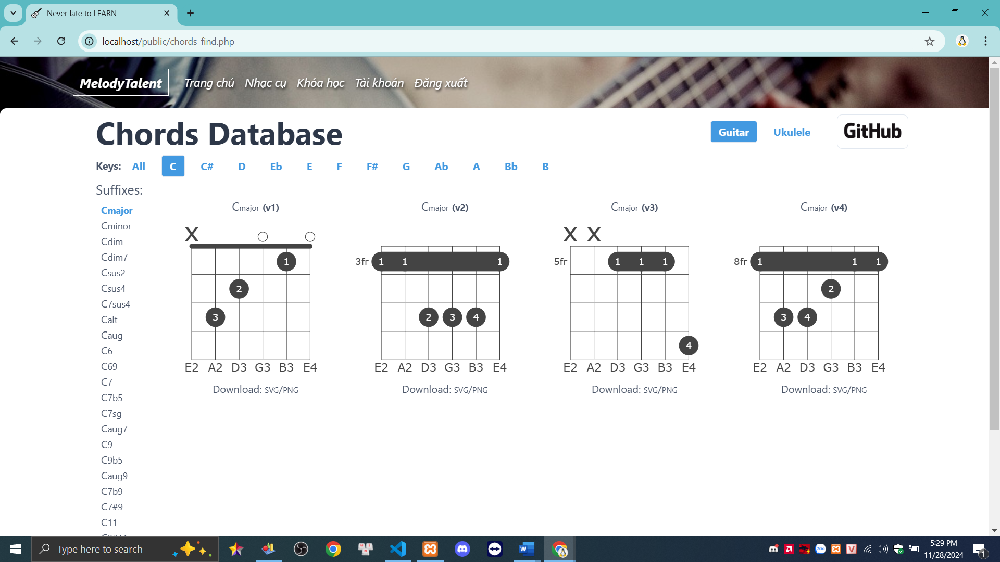 Never late to LEARN
localhost/public/chords_find.php
MelodyTalent Trang chủ Nhạc cụ Khóa học Tài khoản Đăng xuất
Chords Database Guitar Ukulele GitHub
Keys: All C C# D Eb E F F# G Ab A Bb B
Suffixes:
Cmajor
Cminor
Cdim
Cdim7
Csus2
Csus4
C7sus4
Calt
Caug
C6
C69
C7
C7b5
C7sg
Caug7
C9
C9b5
Caug9
C7b9
C7#9
C11
Cmajor (v1)
X
1
2
3
E2 A2 D3 G3 B3 E4
Download: SVG/PNG
Cmajor (v2)
3fr 1 1 1
2 3 4
E2 A2 D3 G3 B3 E4
Download: SVG/PNG
Cmajor (v3)
X X
5fr 1 1 1
4
E2 A2 D3 G3 B3 E4
Download: SVG/PNG
Cmajor (v4)
8fr 1 1 1
2
3 4
E2 A2 D3 G3 B3 E4
Download: SVG/PNG
Type here to search
5:29 PM
11/28/2024
1